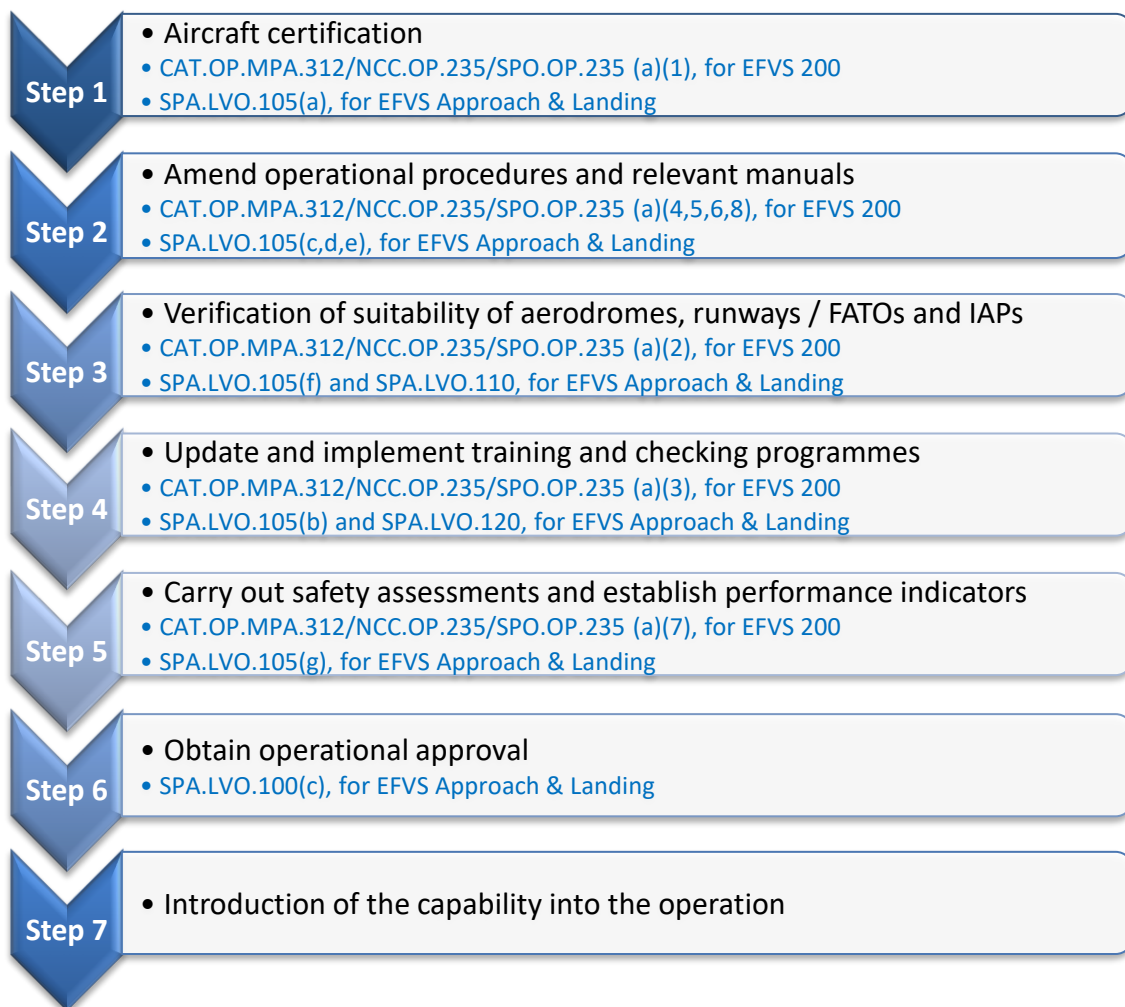 Step 1
• Aircraft certification
• CAT.OP.MPA.312/NCC.OP.235/SPO.OP.235 (a)(1), for EFVS 200
• SPA.LVO.105(a), for EFVS Approach & Landing
Step 2
• Amend operational procedures and relevant manuals
• CAT.OP.MPA.312/NCC.OP.235/SPO.OP.235 (a)(4,5,6,8), for EFVS 200
• SPA.LVO.105(c,d,e), for EFVS Approach & Landing
Step 3
• Verification of suitability of aerodromes, runways / FATOs and IAPs
• CAT.OP.MPA.312/NCC.OP.235/SPO.OP.235 (a)(2), for EFVS 200
• SPA.LVO.105(f) and SPA.LVO.110, for EFVS Approach & Landing
Step 4
• Update and implement training and checking programmes
• CAT.OP.MPA.312/NCC.OP.235/SPO.OP.235 (a)(3), for EFVS 200
• SPA.LVO.105(b) and SPA.LVO.120, for EFVS Approach & Landing
Step 5
• Carry out safety assessments and establish performance indicators
• CAT.OP.MPA.312/NCC.OP.235/SPO.OP.235 (a)(7), for EFVS 200
• SPA.LVO.105(g), for EFVS Approach & Landing
Step 6
• Obtain operational approval
• SPA.LVO.100(c), for EFVS Approach & Landing
Step 7
• Introduction of the capability into the operation